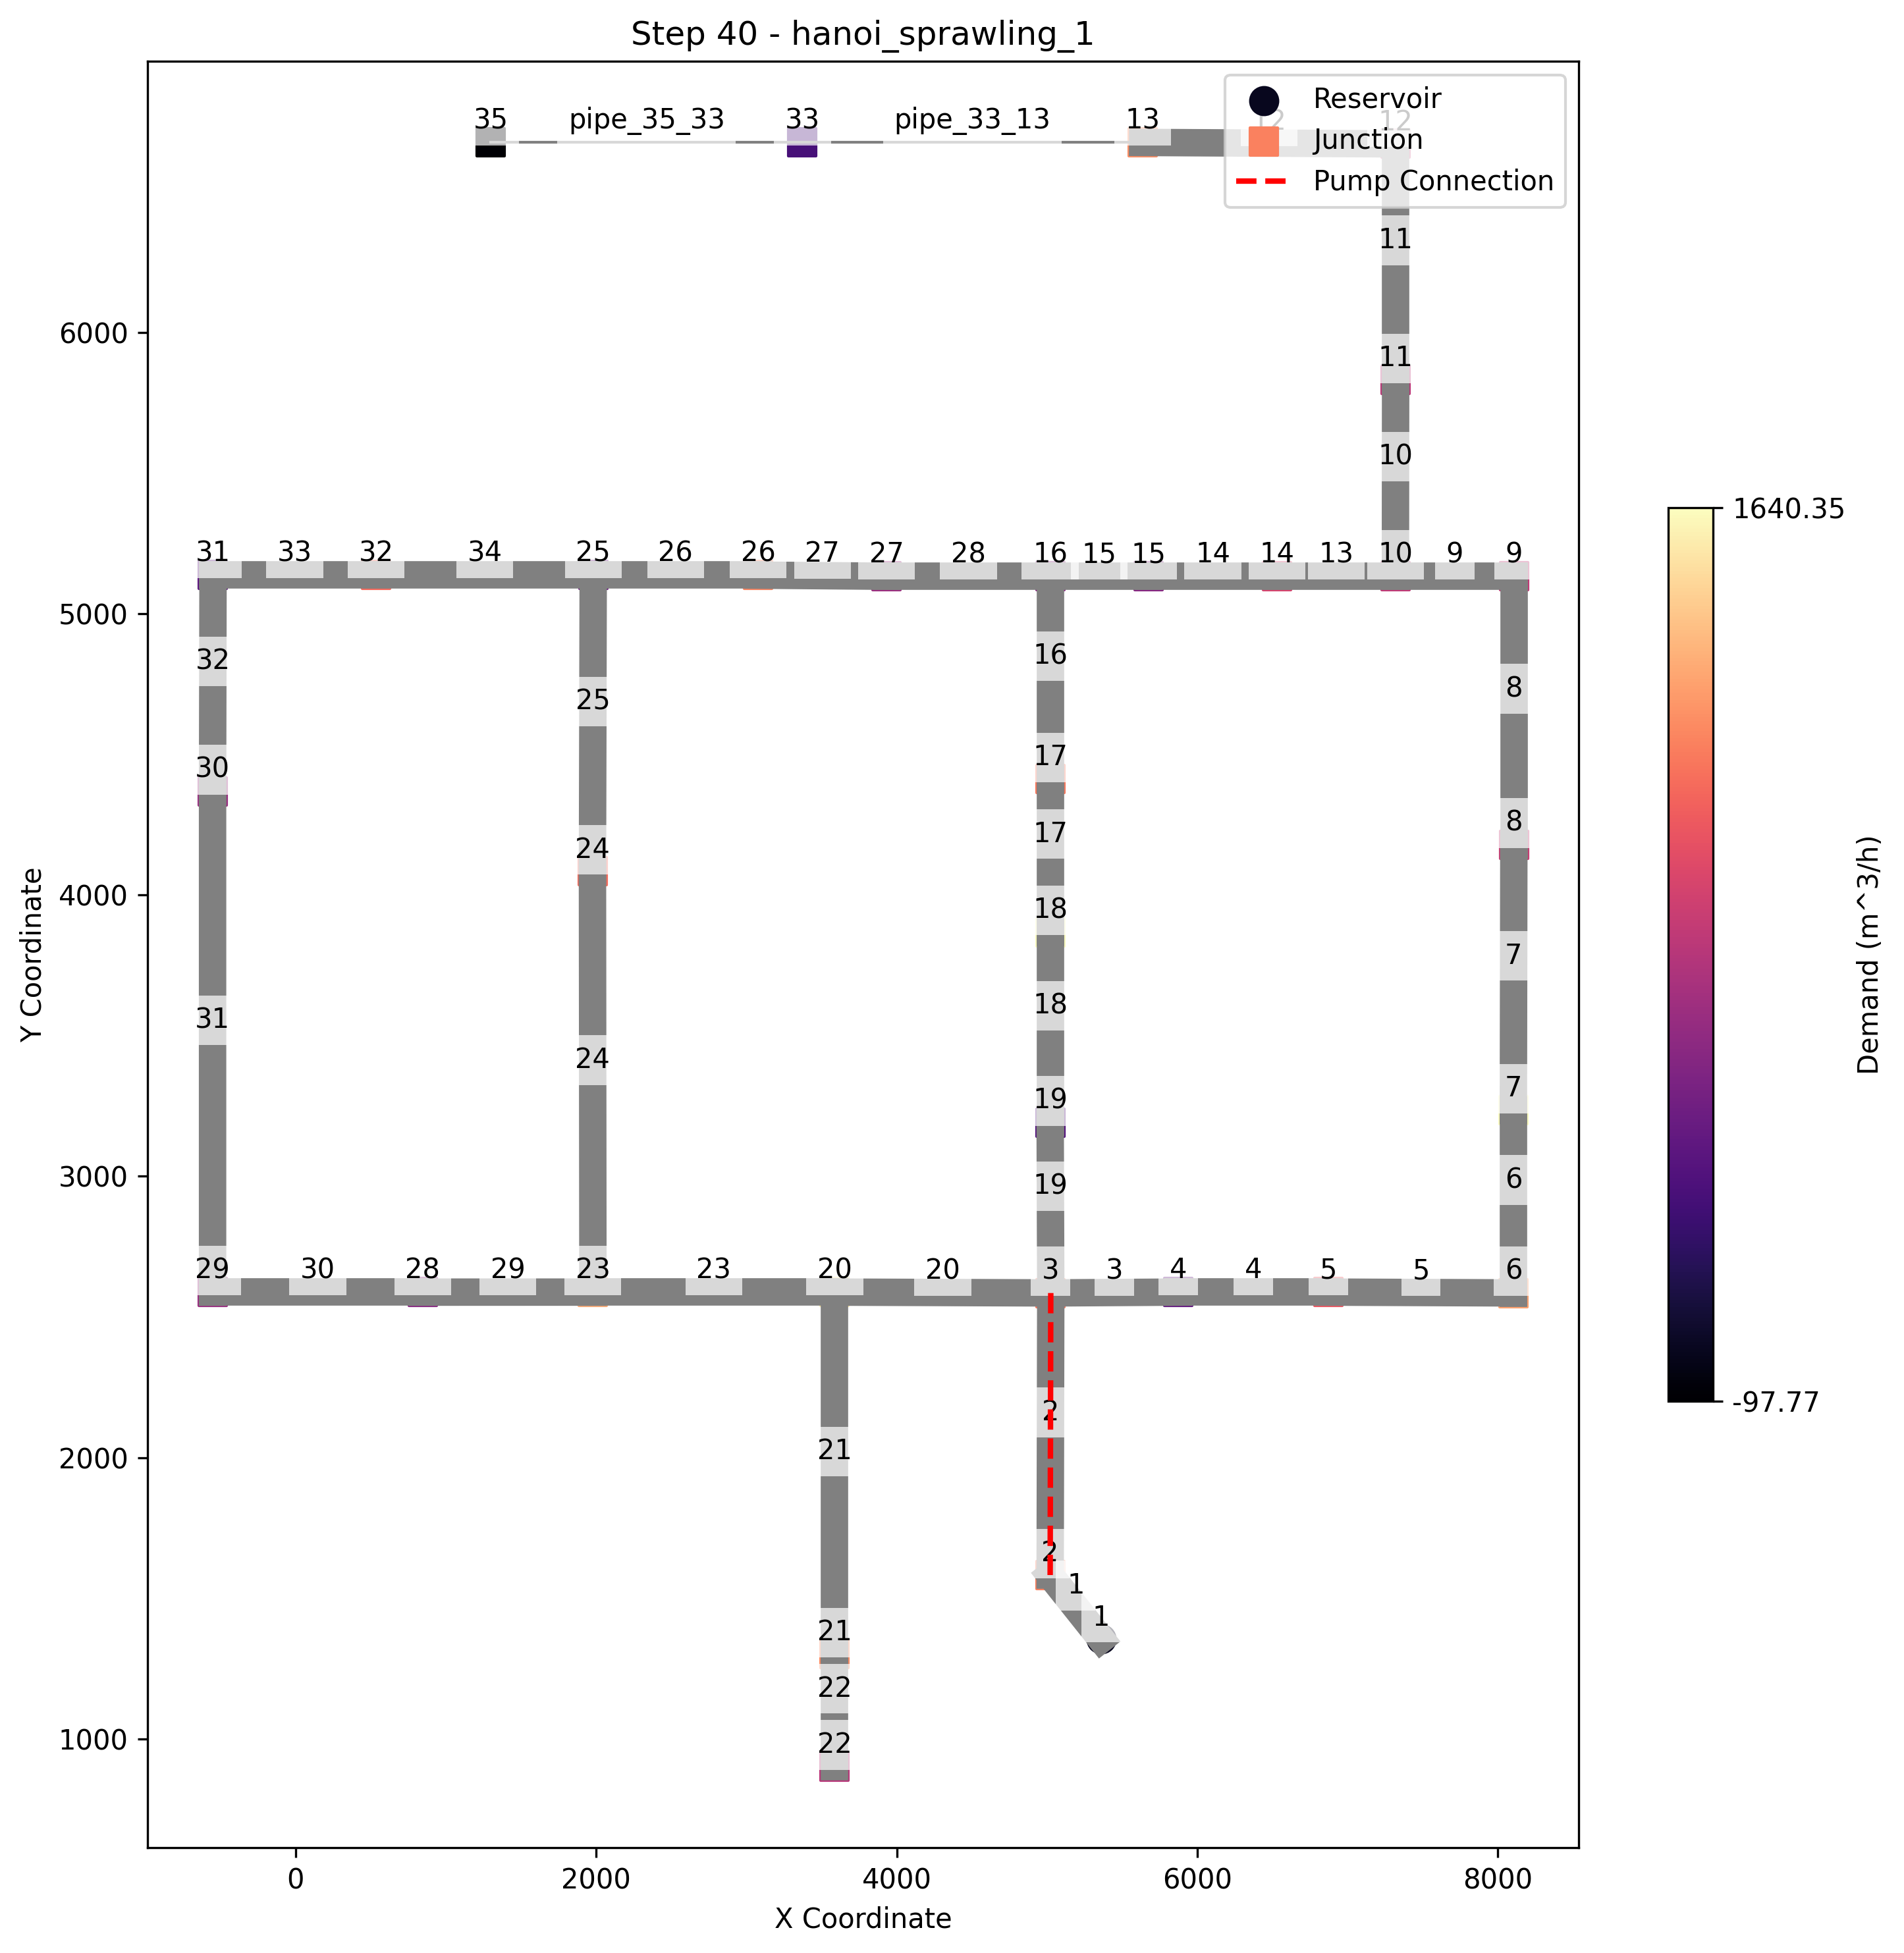 Step 40 - hanoi_sprawling_1
35 pipe_35_33 33 pipe_33_13 13 12 12
Reservoir
Junction
Pump Connection
11
6000
11
10
1640.35
31 33 32 34 25 26 26 27 27 28 16 15 15 14 14 13 10 9 9
5000
32 25 16 8
30 24 17 8
17
4000
18
7
31 24 18
19 7
3000
19 6
29 30 28 29 23 23 20 20 3 3 4 4 5 5 6
2
-97.77
2000
21
2
1
21 1
22
1000
22
0 2000 4000 6000 8000
X Coordinate
Y Coordinate
Demand (m^3/h)